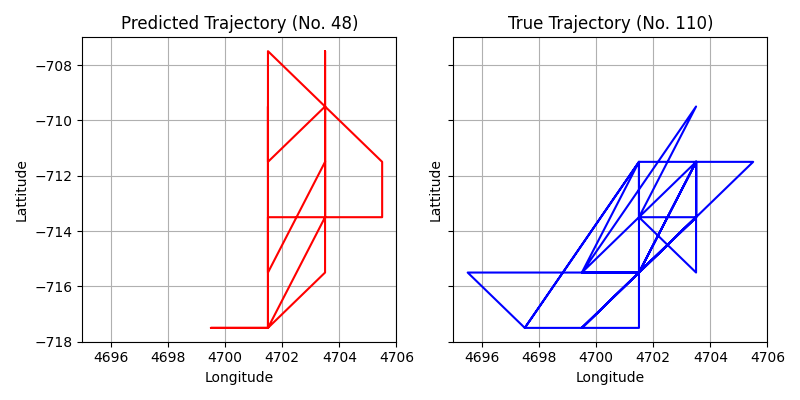 Predicted Trajectory (No. 48)
True Trajectory (No. 110)
−708
−710
−712
−714
−716
−718
Lattitude
Lattitude
4696 4698 4700 4702 4704 4706
4696 4698 4700 4702 4704 4706
Longitude
Longitude